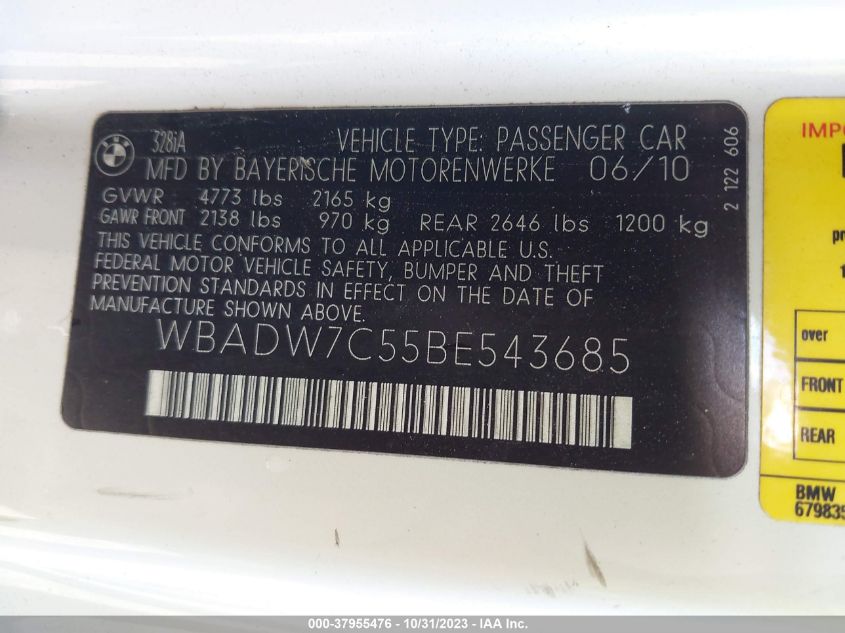 BMW
328iA VEHICLE TYPE: PASSENGER CAR
MFD BY BAYERISCHE MOTORENWERKE 06/10
GVWR 4773 lbs 2165 kg
GAWR FRONT 2138 lbs 970 kg REAR 2646 lbs 1200 kg
THIS VEHICLE CONFORMS TO ALL APPLICABLE U.S.
FEDERAL MOTOR VEHICLE SAFETY, BUMPER AND THEFT
PREVENTION STANDARDS IN EFFECT ON THE DATE OF
MANUFACTURE SHOWN ABOVE.
WBADW7C55BE543685
2 122 606
over
FRONT
REAR
BMW
000-37955476 - 10/31/2023 - IAA Inc.